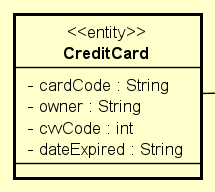 <<entity>>
CreditCard
- cardCode : String
- owner : String
- cvvCode : int
- dateExpired : String